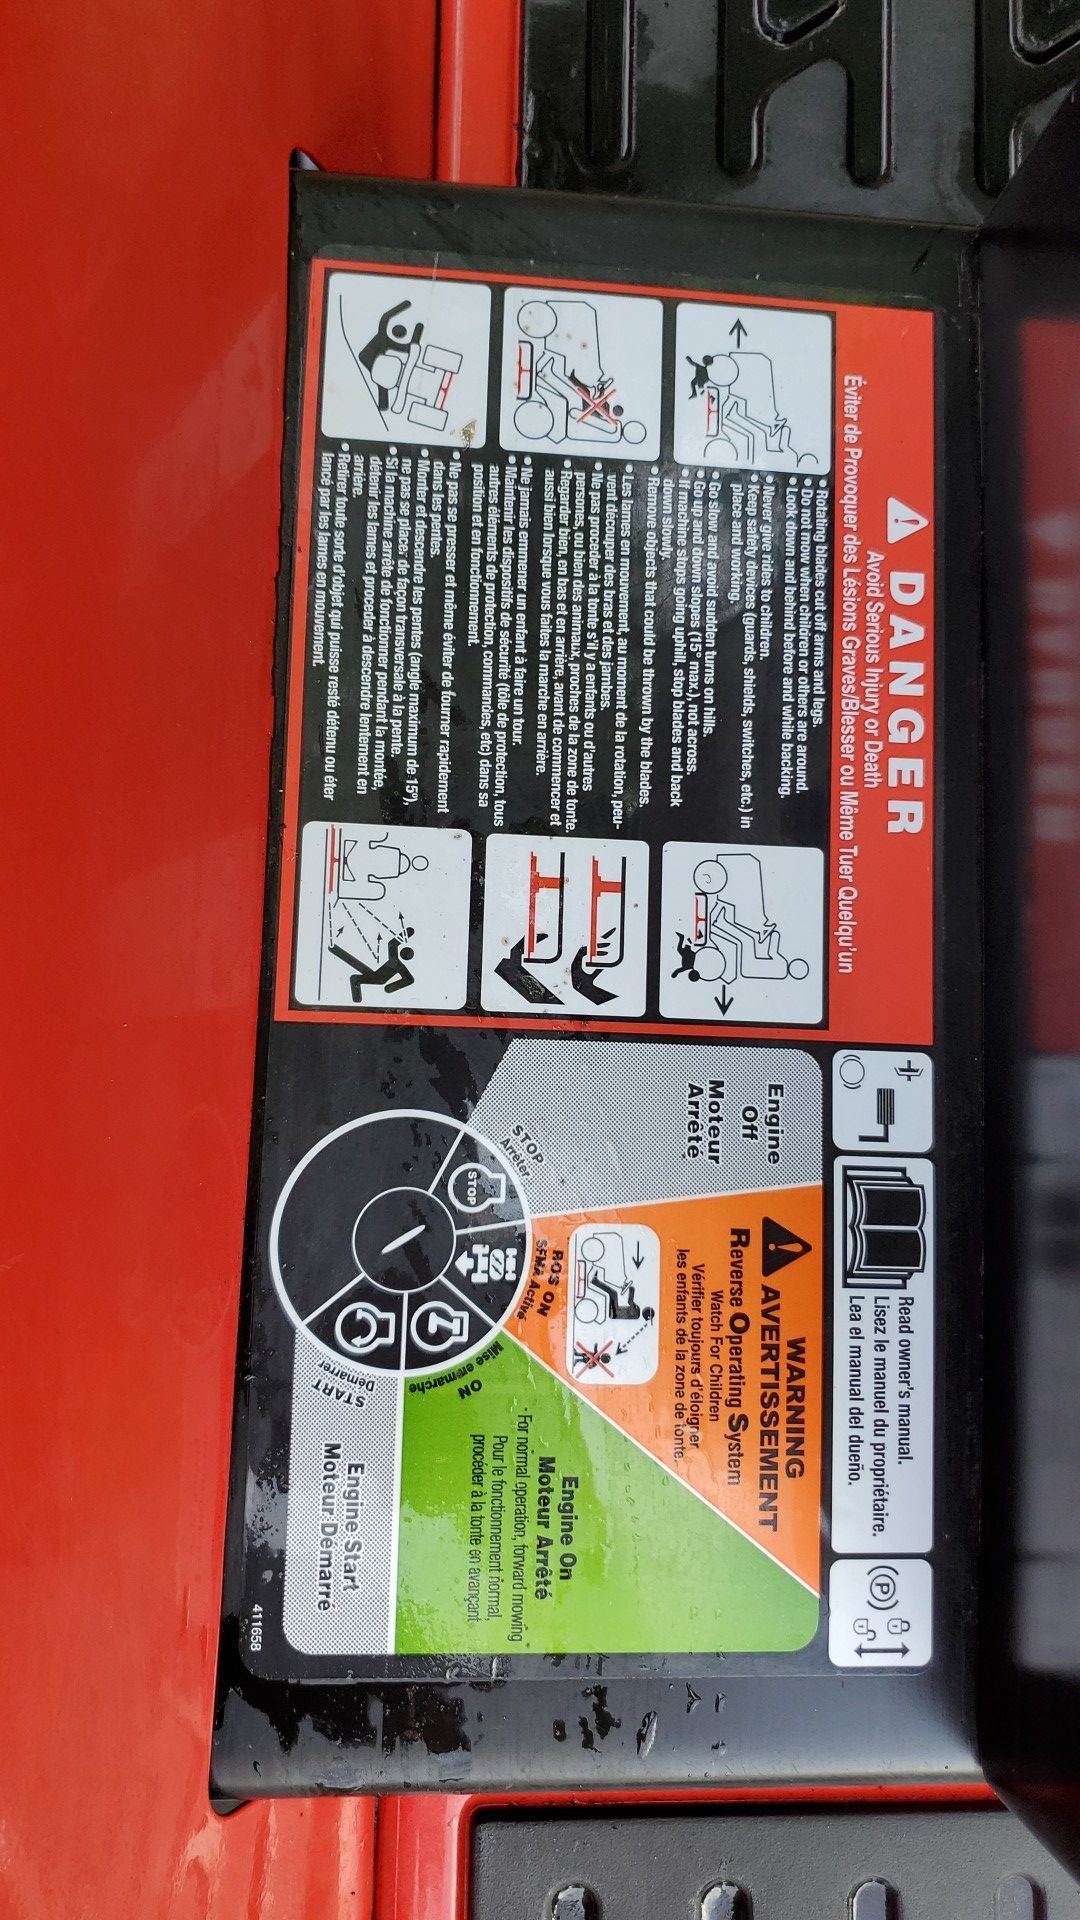 DANGER
Avoid Serious Injury or Death
Éviter de Provoquer des Lésions Graves/Blesser ou Même Tuer Quelqu'un
• Rotating blades cut off arms and legs.
• Do not mow when children or others are around.
• Look down and behind before and while backing.
• Never give rides to children.
• Keep safety devices (guards, shields, switches, etc.) in
place and working.
• Go slow and avoid sudden turns on hills.
• Go up and down slopes (15° max.), not across.
• If machine stops going uphill, stop blades and back
down slowly.
• Remove objects that could be thrown by the blades.
• Les lames en mouvement, au moment de la rotation, peu-
vent découper des bras et des jambes.
• Ne pas procéder à la tonte s'il y a enfants ou d'autres
personnes, ou bien des animaux, proches de la zone de tonte.
• Regarder bien, en bas et en arrière, avant de commencer et
aussi bien lorsque vous faites la marche en arrière.
• Ne jamais emmener un enfant à faire un tour.
• Maintenir les dispositifs de sécurité (tôle de protection, tous
autres éléments de protection, commandes, etc) dans sa
position et en fonctionnement.
• Ne pas se presser et même éviter de tourner rapidement
dans les pentes.
• Monter et descendre les pentes (angle maximum de 15°),
ne pas se placer de façon transversale à la pente.
• Si la machine arrête de fonctionner pendant la montée,
détenir les lames et procéder à descendre lentement en
arrière.
• Retirer toute sorte d'objet qui puisse resté détenu ou éter
lancé par les lames en mouvement.
Read owner's manual.
Lisez le manuel du propriétaire.
Lea el manual del dueño.
P
Engine
Off
Moteur
Arrêté
WARNING
AVERTISSEMENT
Reverse Operating System
Watch For Children
Vérifier toujours d'éloigner
les enfants de la zone de tonte.
STOP
Arrêter
STOP
ROS ON
SFMA Activé
ON
Mise en marche
START
Démarrer
Engine On
Moteur Arrêté
* For normal operation, forward mowing *
Pour le fonctionnement normal,
procéder à la tonte en avançant
Engine Start
Moteur Démarre
411658